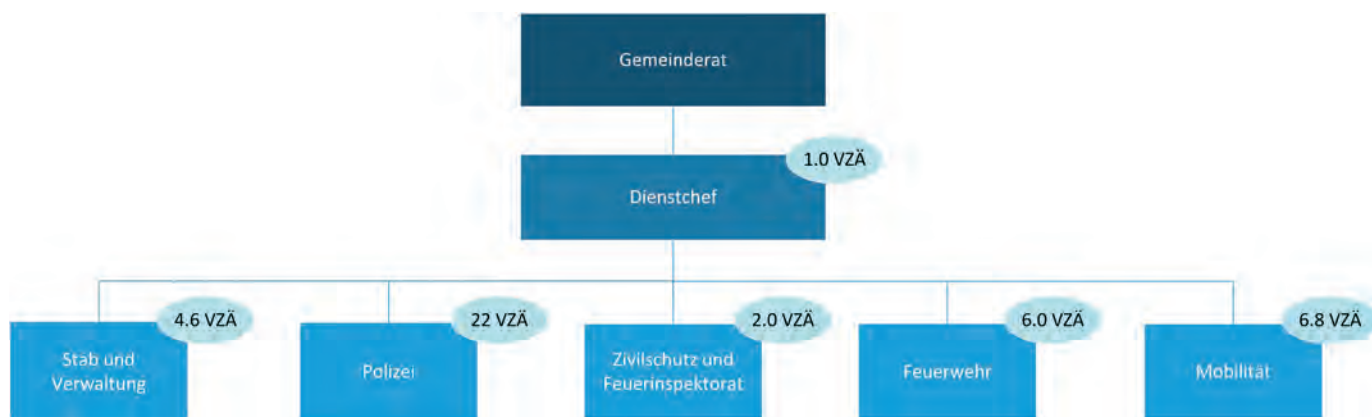 Gemeinderat
1.0 VZÄ
Dienstchef
4.6 VZÄ
22 VZÄ
2.0 VZÄ
6.0 VZÄ
6.8 VZÄ
Stab und
Verwaltung
Polizei
Zivilschutz und
Feuerinspektorat
Feuerwehr
Mobilität